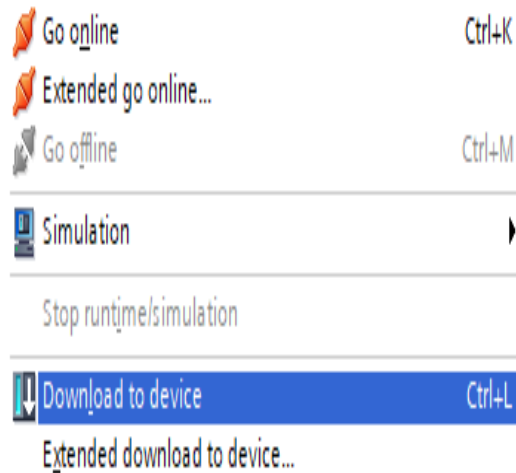 Go online Ctrl+K
Extended go online...
Go offline Ctrl+M
Simulation
Stop runtime/simulation
Download to device Ctrl+L
Extended download to device...